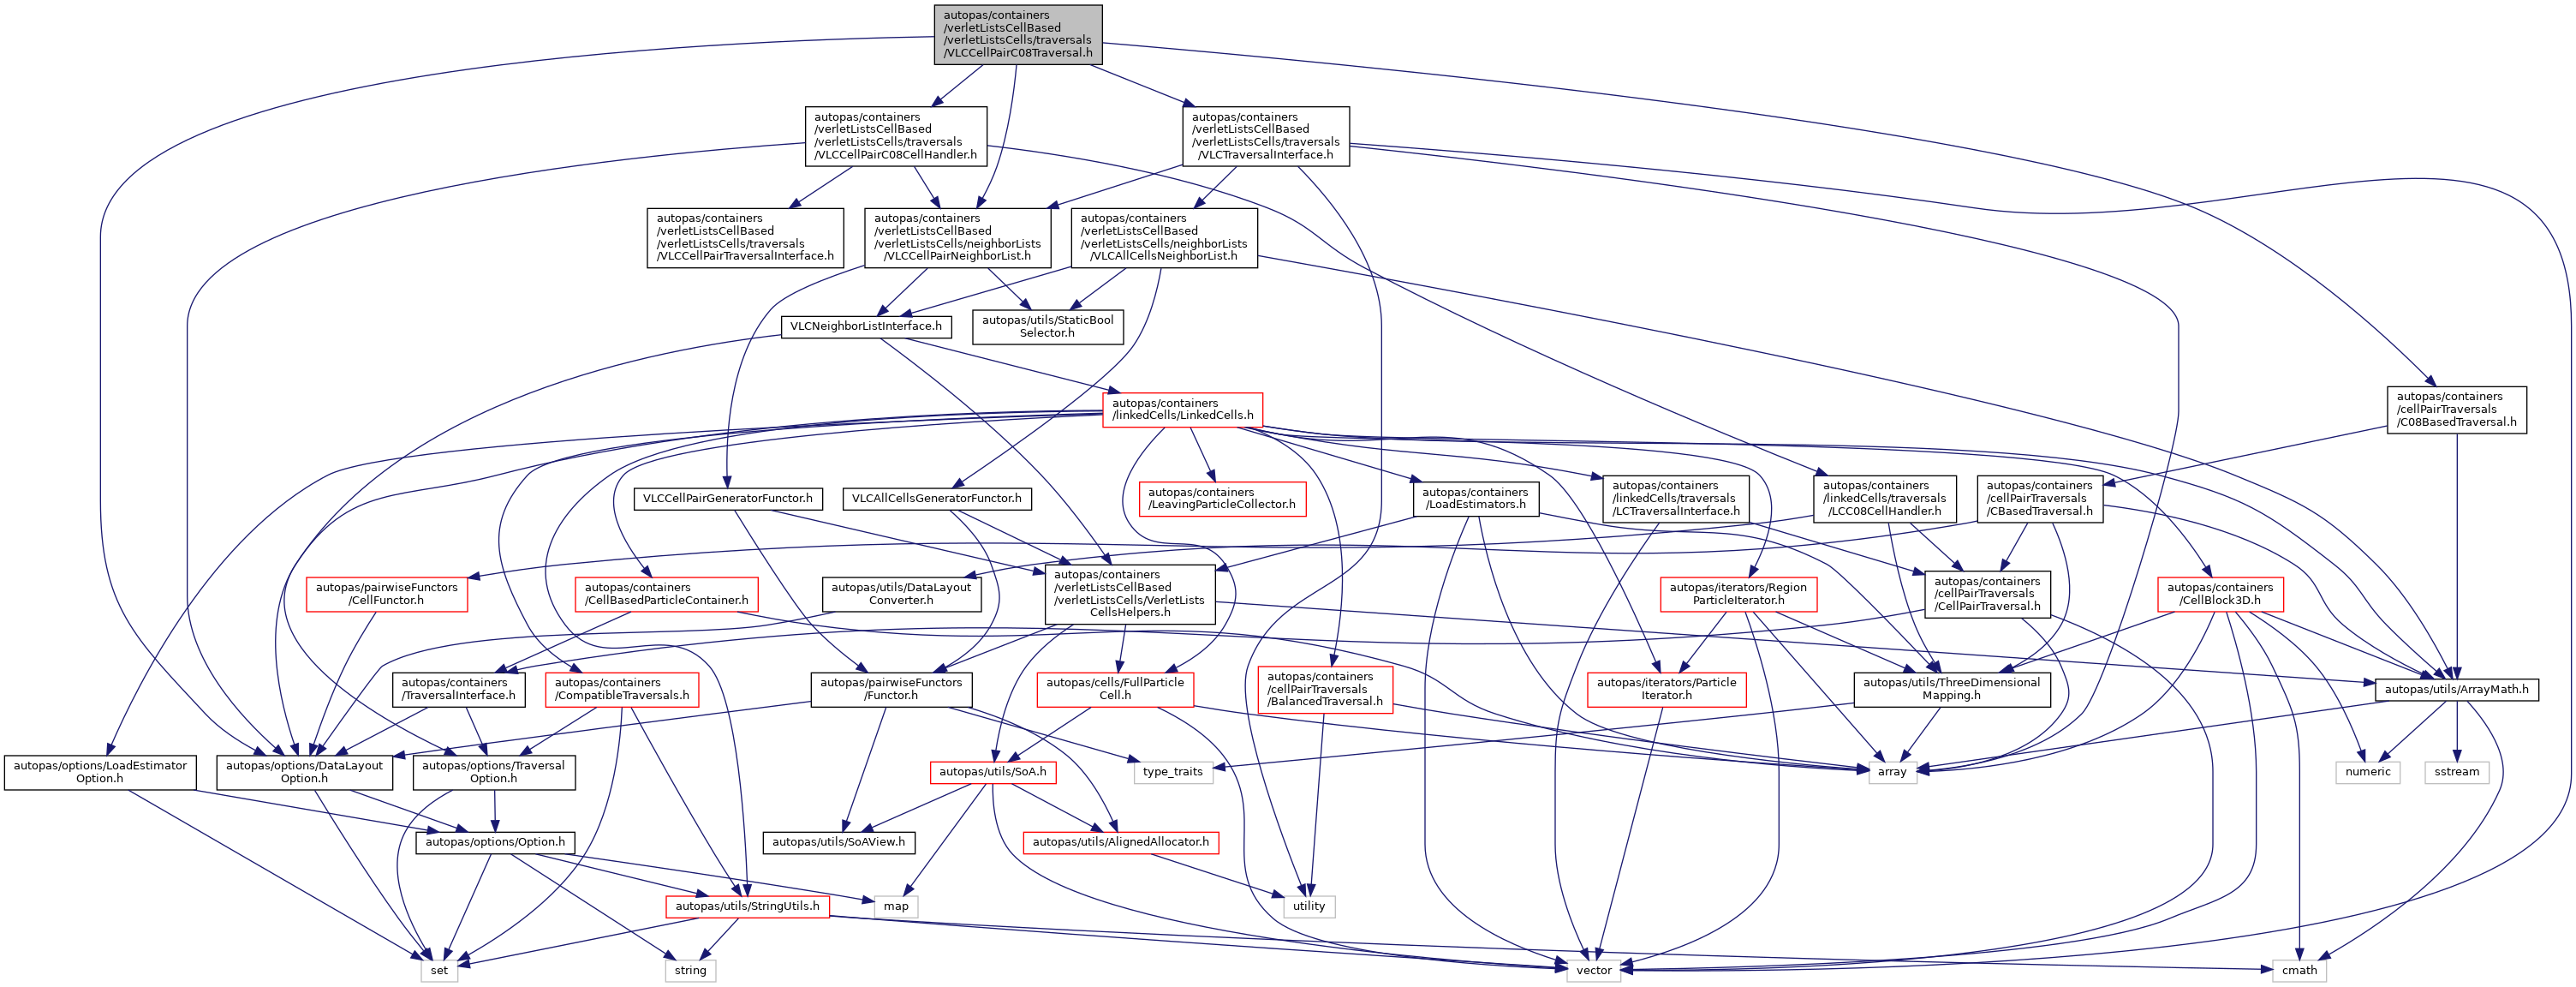 autopas/containers
/verletListsCellBased
/verletListsCells/traversals
/VLCCellPairC08Traversal.h
autopas/containers
/verletListsCellBased
/verletListsCells/traversals
/VLCCellPairC08CellHandler.h
autopas/containers
/verletListsCellBased
/verletListsCells/traversals
/VLCTraversalInterface.h
autopas/containers
/verletListsCellBased
/verletListsCells/traversals
/VLCCellPairTraversalInterface.h
autopas/containers
/verletListsCellBased
/verletListsCells/neighborLists
/VLCCellPairNeighborList.h
autopas/containers
/verletListsCellBased
/verletListsCells/neighborLists
/VLCAllCellsNeighborList.h
VLCNeighborListInterface.h
autopas/utils/StaticBool
Selector.h
autopas/containers
/linkedCells/LinkedCells.h
autopas/containers
/cellPairTraversals
/C08BasedTraversal.h
VLCCellPairGeneratorFunctor.h
VLCAllCellsGeneratorFunctor.h
autopas/containers
/LeavingParticleCollector.h
autopas/containers
/LoadEstimators.h
autopas/containers
/linkedCells/traversals
/LCTraversalInterface.h
autopas/containers
/linkedCells/traversals
/LCC08CellHandler.h
autopas/containers
/cellPairTraversals
/CBasedTraversal.h
autopas/pairwiseFunctors
/CellFunctor.h
autopas/containers
/CellBasedParticleContainer.h
autopas/utils/DataLayout
Converter.h
autopas/containers
/verletListsCellBased
/verletListsCells/VerletLists
CellsHelpers.h
autopas/iterators/Region
ParticleIterator.h
autopas/containers
/cellPairTraversals
/CellPairTraversal.h
autopas/containers
/CellBlock3D.h
autopas/containers
/TraversalInterface.h
autopas/containers
/CompatibleTraversals.h
autopas/pairwiseFunctors
/Functor.h
autopas/cells/FullParticle
Cell.h
autopas/containers
/cellPairTraversals
/BalancedTraversal.h
autopas/iterators/Particle
Iterator.h
autopas/utils/ThreeDimensional
Mapping.h
autopas/utils/ArrayMath.h
autopas/options/LoadEstimator
Option.h
autopas/options/DataLayout
Option.h
autopas/options/Traversal
Option.h
autopas/utils/SoA.h
type_traits
array
numeric
sstream
autopas/options/Option.h
autopas/utils/SoAView.h
autopas/utils/AlignedAllocator.h
autopas/utils/StringUtils.h
map
utility
set
string
vector
cmath